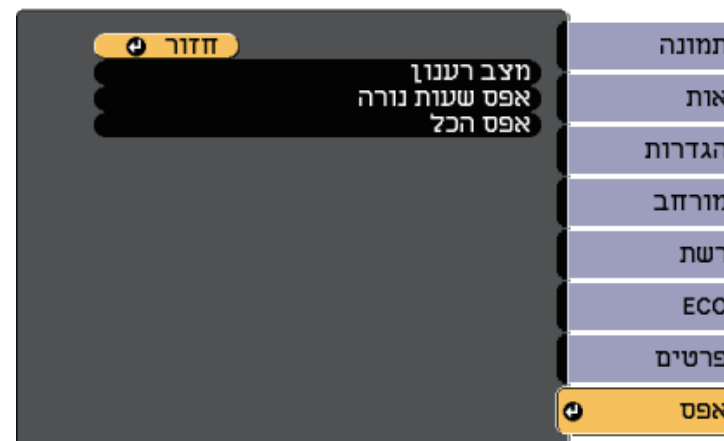 חזור
מצב רענון
אפס שעות נורה
אפס הכל
תמונה
אות
הגדרות
מורחב
רשת
ECO
פרטים
אפס